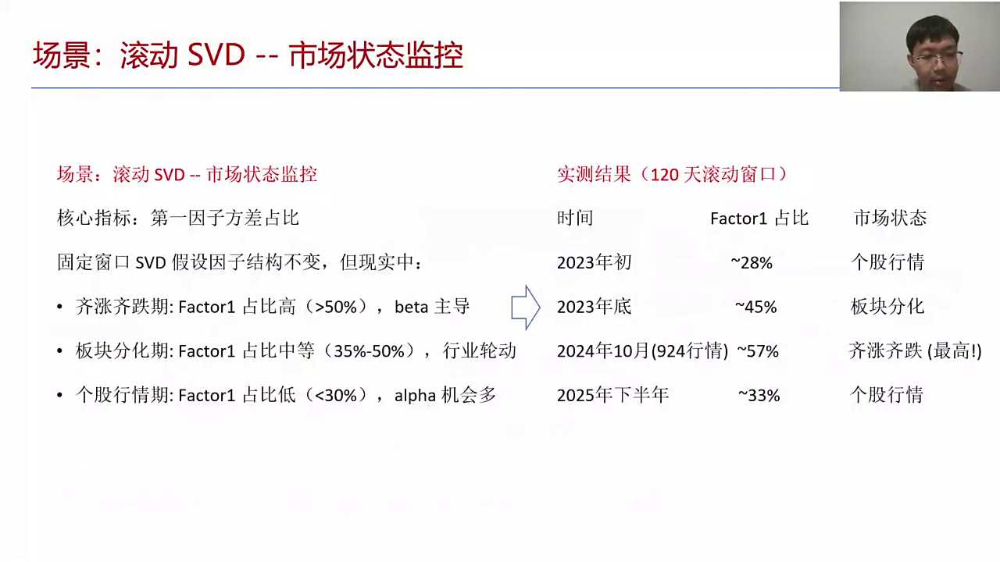 场景：滚动 SVD -- 市场状态监控
场景：滚动 SVD -- 市场状态监控
核心指标：第一因子方差占比
固定窗口 SVD 假设因子结构不变，但现实中：
• 齐涨齐跌期: Factor1 占比高（>50%），beta 主导
• 板块分化期: Factor1 占比中等（35%-50%），行业轮动
• 个股行情期: Factor1 占比低（<30%），alpha 机会多
实测结果（120 天滚动窗口）
时间 Factor1 占比 市场状态
2023年初 ~28% 个股行情
2023年底 ~45% 板块分化
2024年10月(924行情) ~57% 齐涨齐跌 (最高!)
2025年下半年 ~33% 个股行情